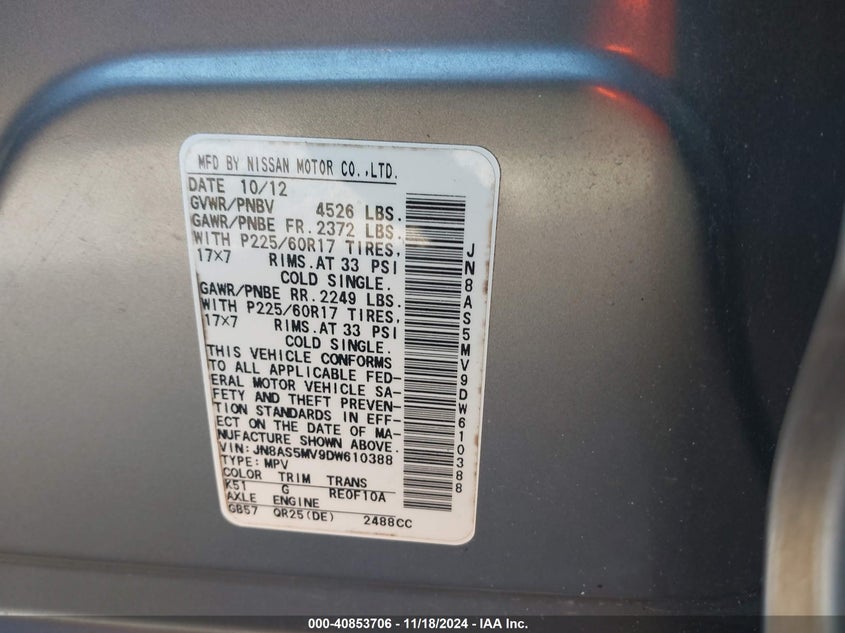 MFD BY NISSAN MOTOR CO.,LTD.
DATE 10/12
GVWR/PNBV 4526 LBS.
GAWR/PNBE FR.2372 LBS.
WITH P225/60R17 TIRES,
17×7 RIMS.AT 33 PSI
COLD SINGLE.
GAWR/PNBE RR.2249 LBS.
WITH P225/60R17 TIRES,
17×7 RIMS.AT 33 PSI
COLD SINGLE.
THIS VEHICLE CONFORMS
TO ALL APPLICABLE FED-
ERAL MOTOR VEHICLE SA-
FETY AND THEFT PREVEN-
TION STANDARDS IN EFF-
ECT ON THE DATE OF MA-
NUFACTURE SHOWN ABOVE.
VIN: JN8AS5MV9DW610388
TYPE: MPV
COLOR TRIM TRANS
K51 G RE0F10A
AXLE ENGINE
GB57 QR25(DE) 2488CC
JN8AS5MV9DW610388
000-40853706 - 11/18/2024 - IAA Inc.